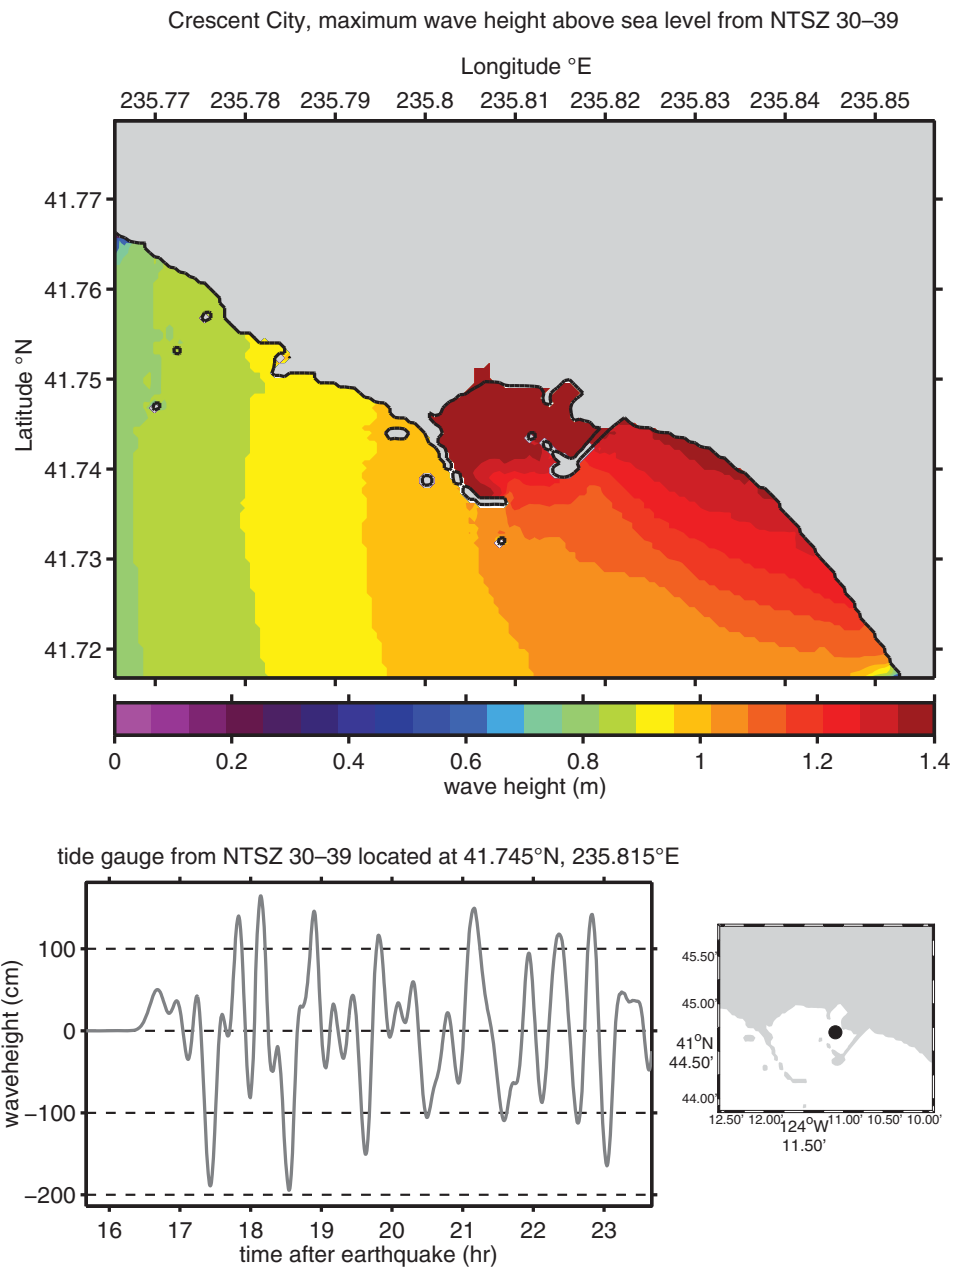 Crescent City, maximum wave height above sea level from NTSZ 30–39
Longitude °E
235.77 235.78 235.79 235.8 235.81 235.82 235.83 235.84 235.85
Latitude °N
41.77
41.76
41.75
41.74
41.73
41.72
0 0.2 0.4 0.6 0.8 1 1.2 1.4
wave height (m)
tide gauge from NTSZ 30–39 located at 41.745°N, 235.815°E
waveheight (cm)
100
0
−100
−200
16 17 18 19 20 21 22 23
time after earthquake (hr)
45.50'
45.00'
41°N
44.50'
44.00'
12.50' 12.00' 124°W 11.00' 10.50' 10.00'
11.50'